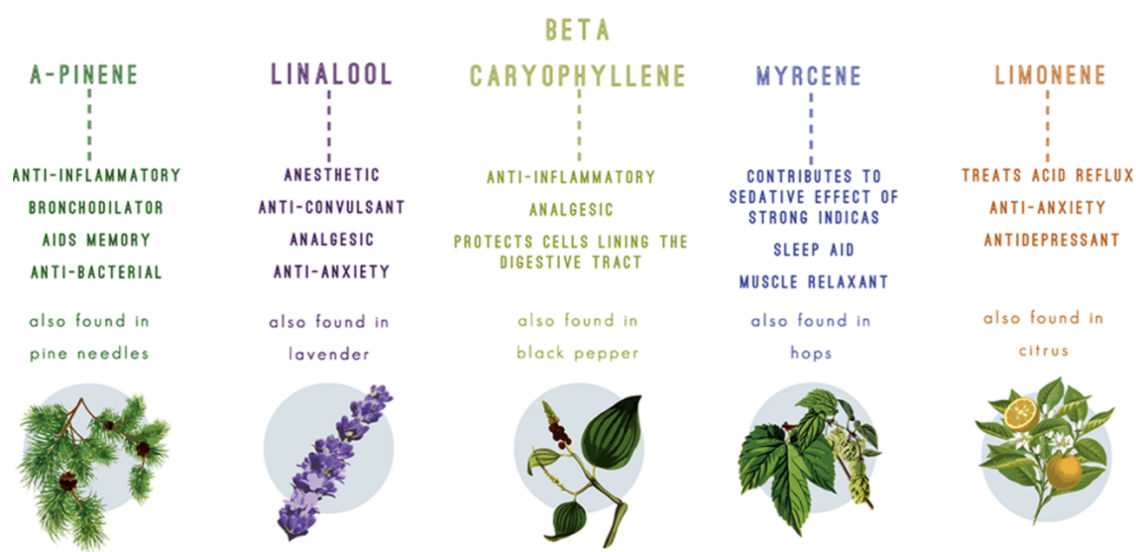 A-PINENE
ANTI-INFLAMMATORY
BRONCHODILATOR
AIDS MEMORY
ANTI-BACTERIAL
also found in
pine needles
LINALOOL
ANESTHETIC
ANTI-CONVULSANT
ANALGESIC
ANTI-ANXIETY
also found in
lavender
BETA
CARYOPHYLLENE
ANTI-INFLAMMATORY
ANALGESIC
PROTECTS CELLS LINING THE
DIGESTIVE TRACT
also found in
black pepper
MYRCENE
CONTRIBUTES TO
SEDATIVE EFFECT OF
STRONG INDICAS
SLEEP AID
MUSCLE RELAXANT
also found in
hops
LIMONENE
TREATS ACID REFLUX
ANTI-ANXIETY
ANTIDEPRESSANT
also found in
citrus